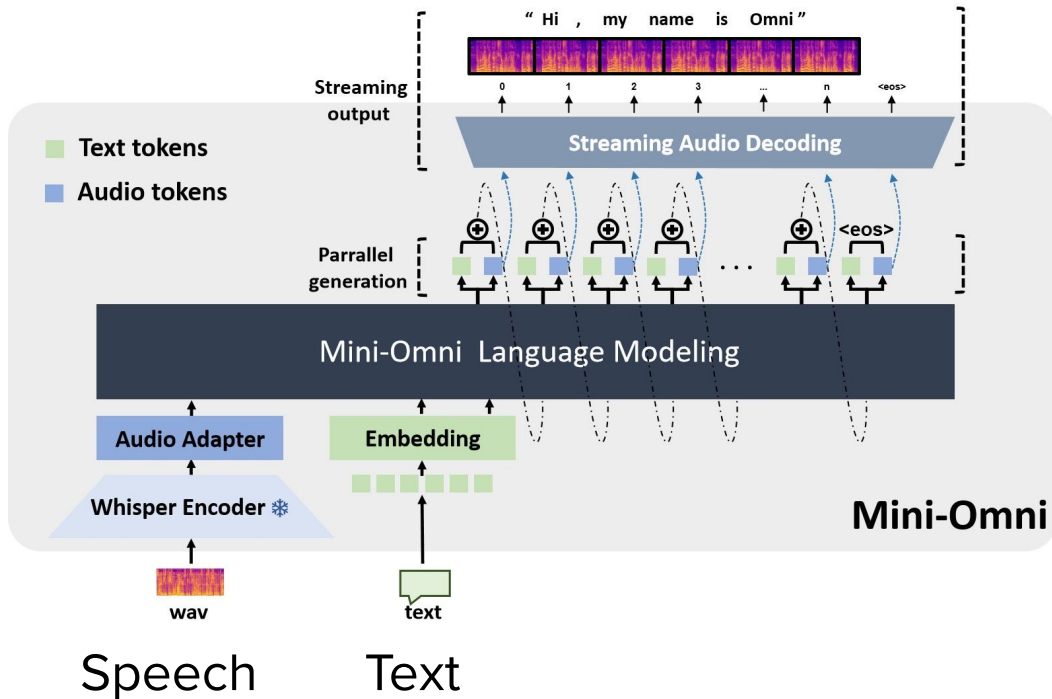 “ Hi , my name is Omni”
0 1 2 3 ... n <eos>
Streaming
output
Streaming Audio Decoding
Text tokens
Audio tokens
<eos>
Parrallel
generation
...
Mini-Omni Language Modeling
Audio Adapter
Embedding
Whisper Encoder
Mini-Omni
wav
text
Speech
Text